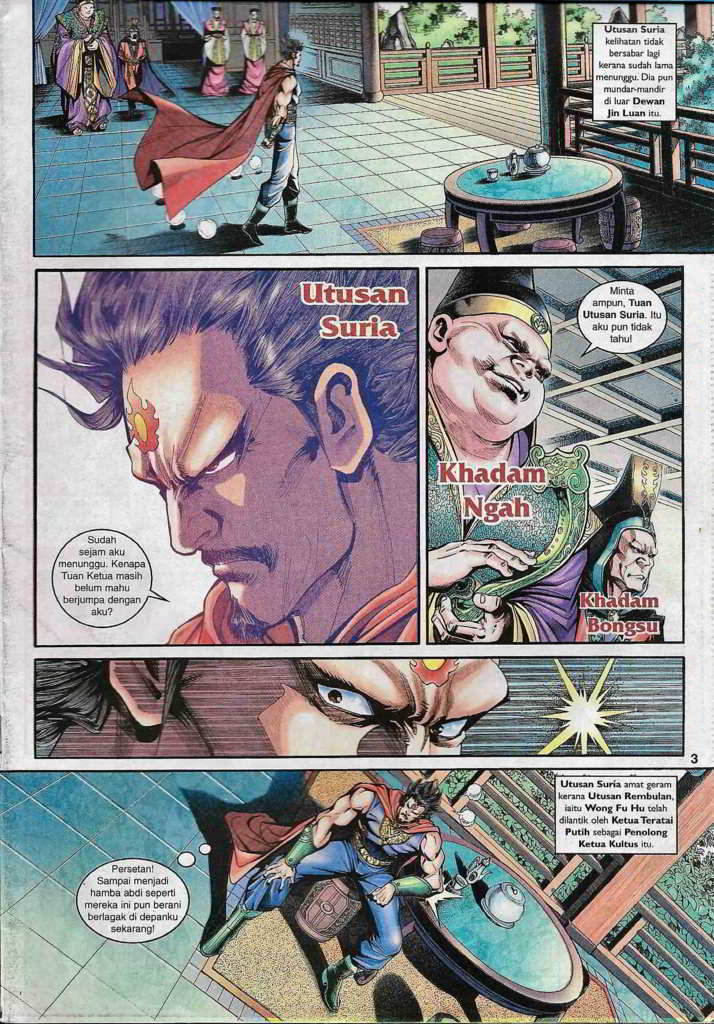 Utusan Suria
kelihatan tidak
bersabar lagi
kerana sudah lama
menunggu. Dia pun
mundar-mandir
di luar Dewan
Jin Luan itu.
Utusan
Suria
Sudah
sejam aku
menunggu. Kenapa
Tuan Ketua masih
belum mahu
berjumpa dengan
aku?
Minta
ampun, Tuan
Utusan Suria. Itu
aku pun tidak
tahu!
Khadam
Ngah
Khadam
Bongsu
3
Utusan Suria amat geram
kerana Utusan Rembulan,
iaitu Wong Fu Hu telah
dilantik oleh Ketua Teratai
Putih sebagai Penolong
Ketua Kultus itu.
Persetan!
Sampai menjadi
hamba abdi seperti
mereka ini pun berani
berlagak di depanku
sekarang!